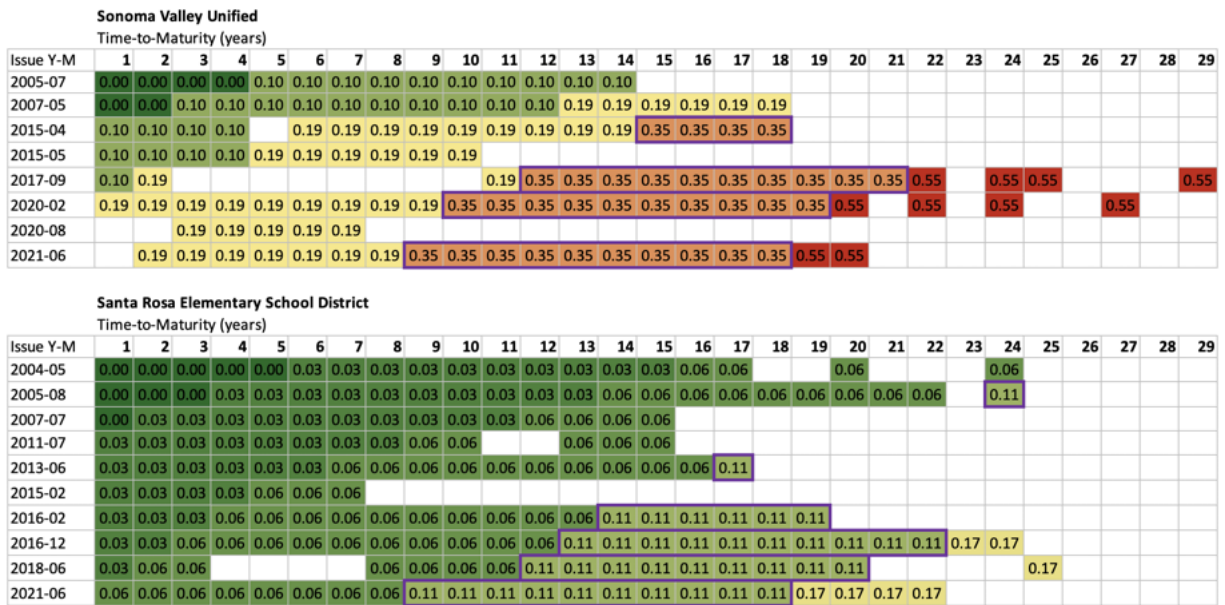 Sonoma Valley Unified
Time-to-Maturity (years)
Issue Y-M 1 2 3 4 5 6 7 8 9 10 11 12 13 14 15 16 17 18 19 20 21 22 23 24 25 26 27 28 29
2005-07 0.00 0.00 0.00 0.00 0.10 0.10 0.10 0.10 0.10 0.10 0.10 0.10 0.10 0.10
2007-05 0.00 0.00 0.10 0.10 0.10 0.10 0.10 0.10 0.10 0.10 0.10 0.10 0.19 0.19 0.19 0.19 0.19 0.19
2015-04 0.10 0.10 0.10 0.10 0.19 0.19 0.19 0.19 0.19 0.19 0.19 0.19 0.19 0.35 0.35 0.35 0.35
2015-05 0.10 0.10 0.10 0.10 0.19 0.19 0.19 0.19 0.19 0.19
2017-09 0.10 0.19 0.19 0.35 0.35 0.35 0.35 0.35 0.35 0.35 0.35 0.35 0.35 0.55 0.55 0.55 0.55
2020-02 0.19 0.19 0.19 0.19 0.19 0.19 0.19 0.19 0.19 0.35 0.35 0.35 0.35 0.35 0.35 0.35 0.35 0.35 0.35 0.55 0.55 0.55 0.55
2020-08 0.19 0.19 0.19 0.19 0.19
2021-06 0.19 0.19 0.19 0.19 0.19 0.19 0.19 0.35 0.35 0.35 0.35 0.35 0.35 0.35 0.35 0.35 0.35 0.55 0.55
Santa Rosa Elementary School District
Time-to-Maturity (years)
Issue Y-M 1 2 3 4 5 6 7 8 9 10 11 12 13 14 15 16 17 18 19 20 21 22 23 24 25 26 27 28 29
2004-05 0.00 0.00 0.00 0.00 0.00 0.03 0.03 0.03 0.03 0.03 0.03 0.03 0.03 0.03 0.03 0.06 0.06 0.06 0.06
2005-08 0.00 0.00 0.00 0.03 0.03 0.03 0.03 0.03 0.03 0.03 0.03 0.03 0.03 0.06 0.06 0.06 0.06 0.06 0.06 0.06 0.06 0.06 0.11
2007-07 0.00 0.03 0.03 0.03 0.03 0.03 0.03 0.03 0.03 0.03 0.03 0.06 0.06 0.06 0.06
2011-07 0.03 0.03 0.03 0.03 0.03 0.03 0.03 0.03 0.06 0.06 0.06 0.06 0.06
2013-06 0.03 0.03 0.03 0.03 0.03 0.03 0.06 0.06 0.06 0.06 0.06 0.06 0.06 0.06 0.06 0.06 0.11
2015-02 0.03 0.03 0.03 0.03 0.06 0.06 0.06
2016-02 0.03 0.03 0.03 0.06 0.06 0.06 0.06 0.06 0.06 0.06 0.06 0.06 0.06 0.11 0.11 0.11 0.11 0.11 0.11
2016-12 0.03 0.03 0.06 0.06 0.06 0.06 0.06 0.06 0.06 0.06 0.06 0.06 0.11 0.11 0.11 0.11 0.11 0.11 0.11 0.11 0.11 0.11 0.17 0.17
2018-06 0.03 0.06 0.06 0.06 0.06 0.06 0.06 0.11 0.11 0.11 0.11 0.11 0.11 0.11 0.11 0.11 0.17
2021-06 0.06 0.06 0.06 0.06 0.06 0.06 0.06 0.06 0.11 0.11 0.11 0.11 0.11 0.11 0.11 0.11 0.11 0.11 0.17 0.17 0.17 0.17